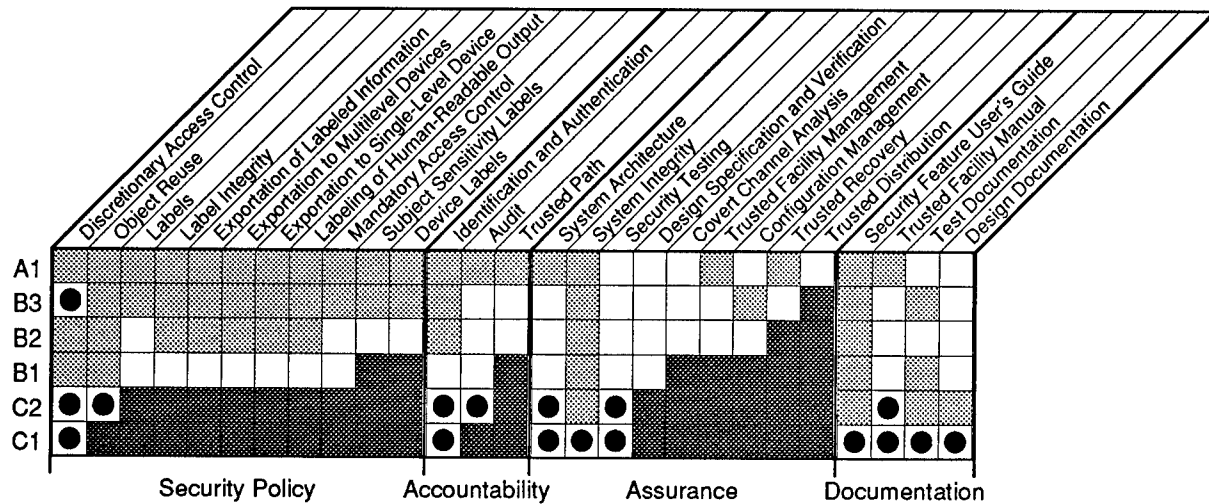 Discretionary Access Control
Object Reuse
Labels
Label Integrity
Exportation of Labeled Information
Exportation to Multilevel Devices
Exportation to Single-Level Device
Labeling of Human-Readable Output
Mandatory Access Control
Subject Sensitivity Labels
Device Labels
Identification and Authentication
Audit
Trusted Path
System Architecture
System Integrity
Security Testing
Design Specification and Verification
Covert Channel Analysis
Trusted Facility Management
Configuration Management
Trusted Recovery
Trusted Distribution
Security Feature User's Guide
Trusted Facility Manual
Test Documentation
Design Documentation
A1
B3
B2
B1
C2
C1
Security Policy
Accountability
Assurance
Documentation